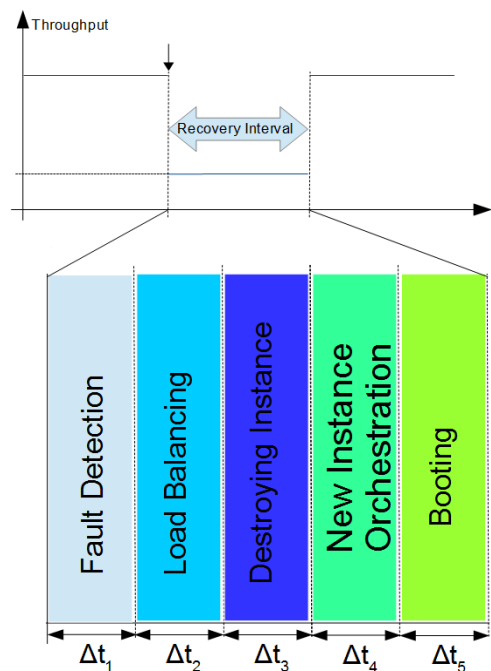 Throughput
Recovery Interval
Fault Detection
Load Balancing
Destroying Instance
New Instance
Orchestration
Booting
Δt1
Δt2
Δt3
Δt4
Δt5